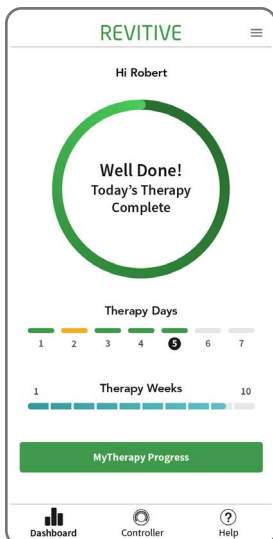 REVITIVE
Hi Robert
Well Done!
Today's Therapy
Complete
Therapy Days
1 2 3 4 5 6 7
Therapy Weeks
1 10
MyTherapy Progress
Dashboard Controller Help